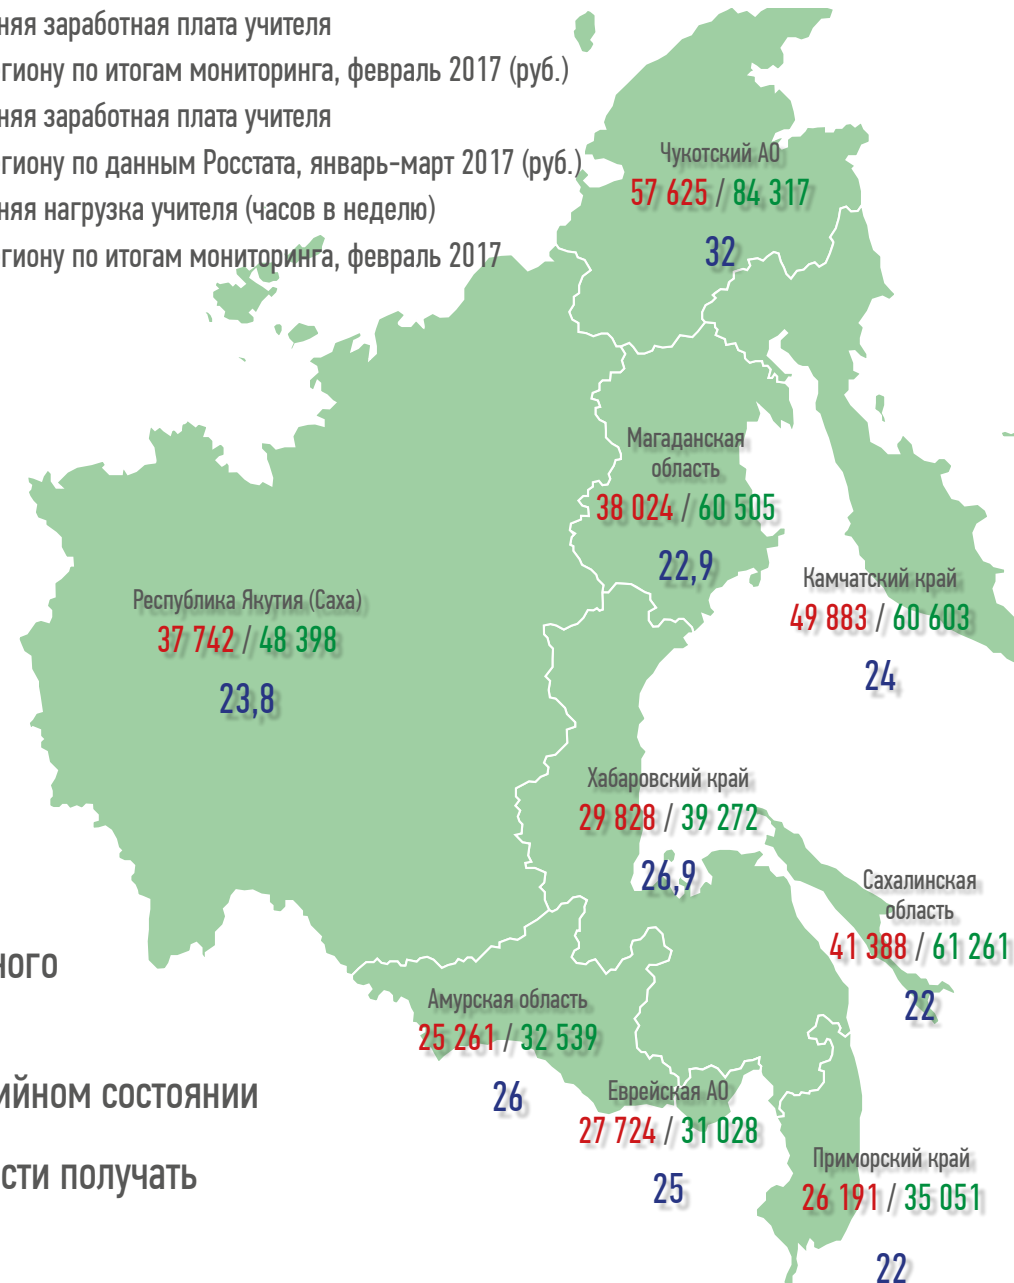 няя заработная плата учителя
гиону по итогам мониторинга, февраль 2017 (руб.)
няя заработная плата учителя
гиону по данным Росстата, январь-март 2017 (руб.)
няя нагрузка учителя (часов в неделю)
гиону по итогам мониторинга, февраль 2017
Чукотский АО
57 625 / 84 317
32
Магаданская
область
38 024 / 60 505
22,9
Камчатский край
49 883 / 60 603
24
Республика Якутия (Саха)
37 742 / 48 398
23,8
Хабаровский край
29 828 / 39 272
26,9
Сахалинская
область
41 388 / 61 261
22
Амурская область
25 261 / 32 539
26
Еврейская АО
27 724 / 31 028
25
Приморский край
26 191 / 35 051
22
ного
ийном состоянии
сти получать